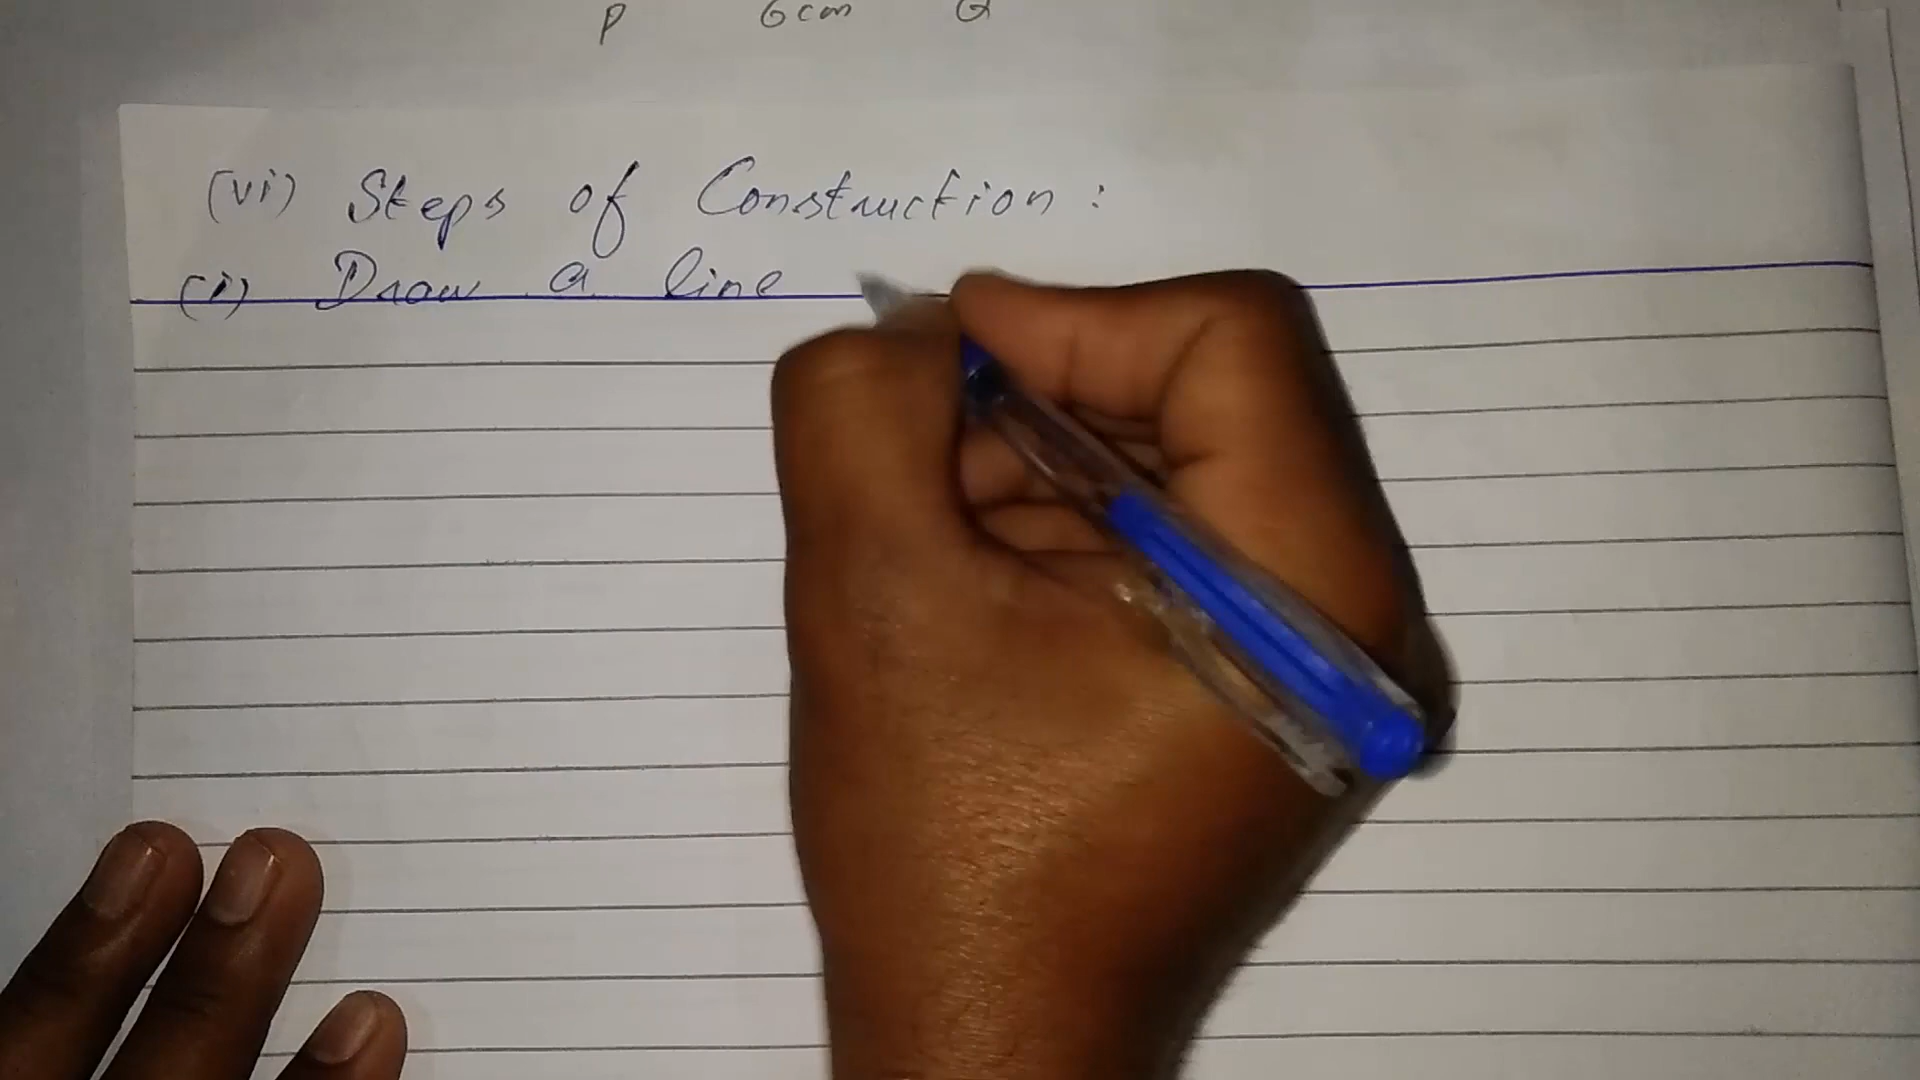 P 6cm Q
(vi) Steps of Construction:
(i) Draw a line